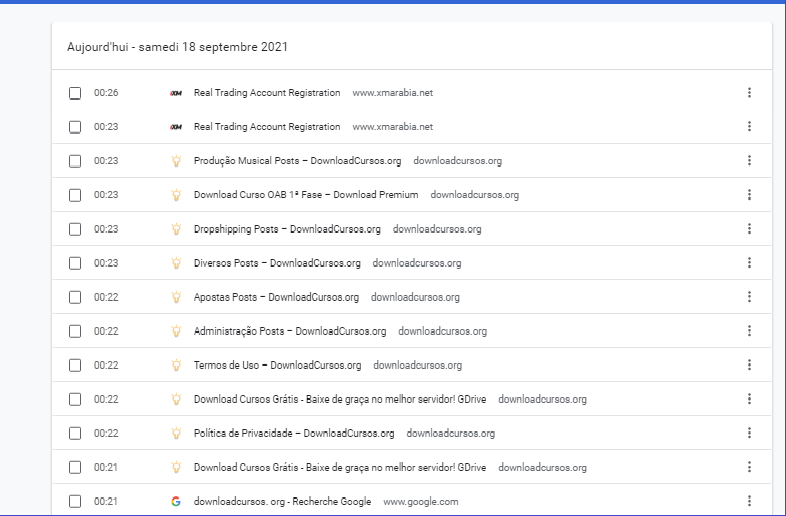 Aujourd'hui - samedi 18 septembre 2021
00:26 XM Real Trading Account Registration www.xmarabia.net
00:23 XM Real Trading Account Registration www.xmarabia.net
00:23 Produção Musical Posts – DownloadCursos.org downloadcursos.org
00:23 Download Curso OAB 1ª Fase – Download Premium downloadcursos.org
00:23 Dropshipping Posts – DownloadCursos.org downloadcursos.org
00:23 Diversos Posts – DownloadCursos.org downloadcursos.org
00:22 Apostas Posts – DownloadCursos.org downloadcursos.org
00:22 Administração Posts – DownloadCursos.org downloadcursos.org
00:22 Termos de Uso – DownloadCursos.org downloadcursos.org
00:22 Download Cursos Grátis - Baixe de graça no melhor servidor! GDrive downloadcursos.org
00:22 Política de Privacidade – DownloadCursos.org downloadcursos.org
00:21 Download Cursos Grátis - Baixe de graça no melhor servidor! GDrive downloadcursos.org
00:21 G downloadcursos. org - Recherche Google www.google.com